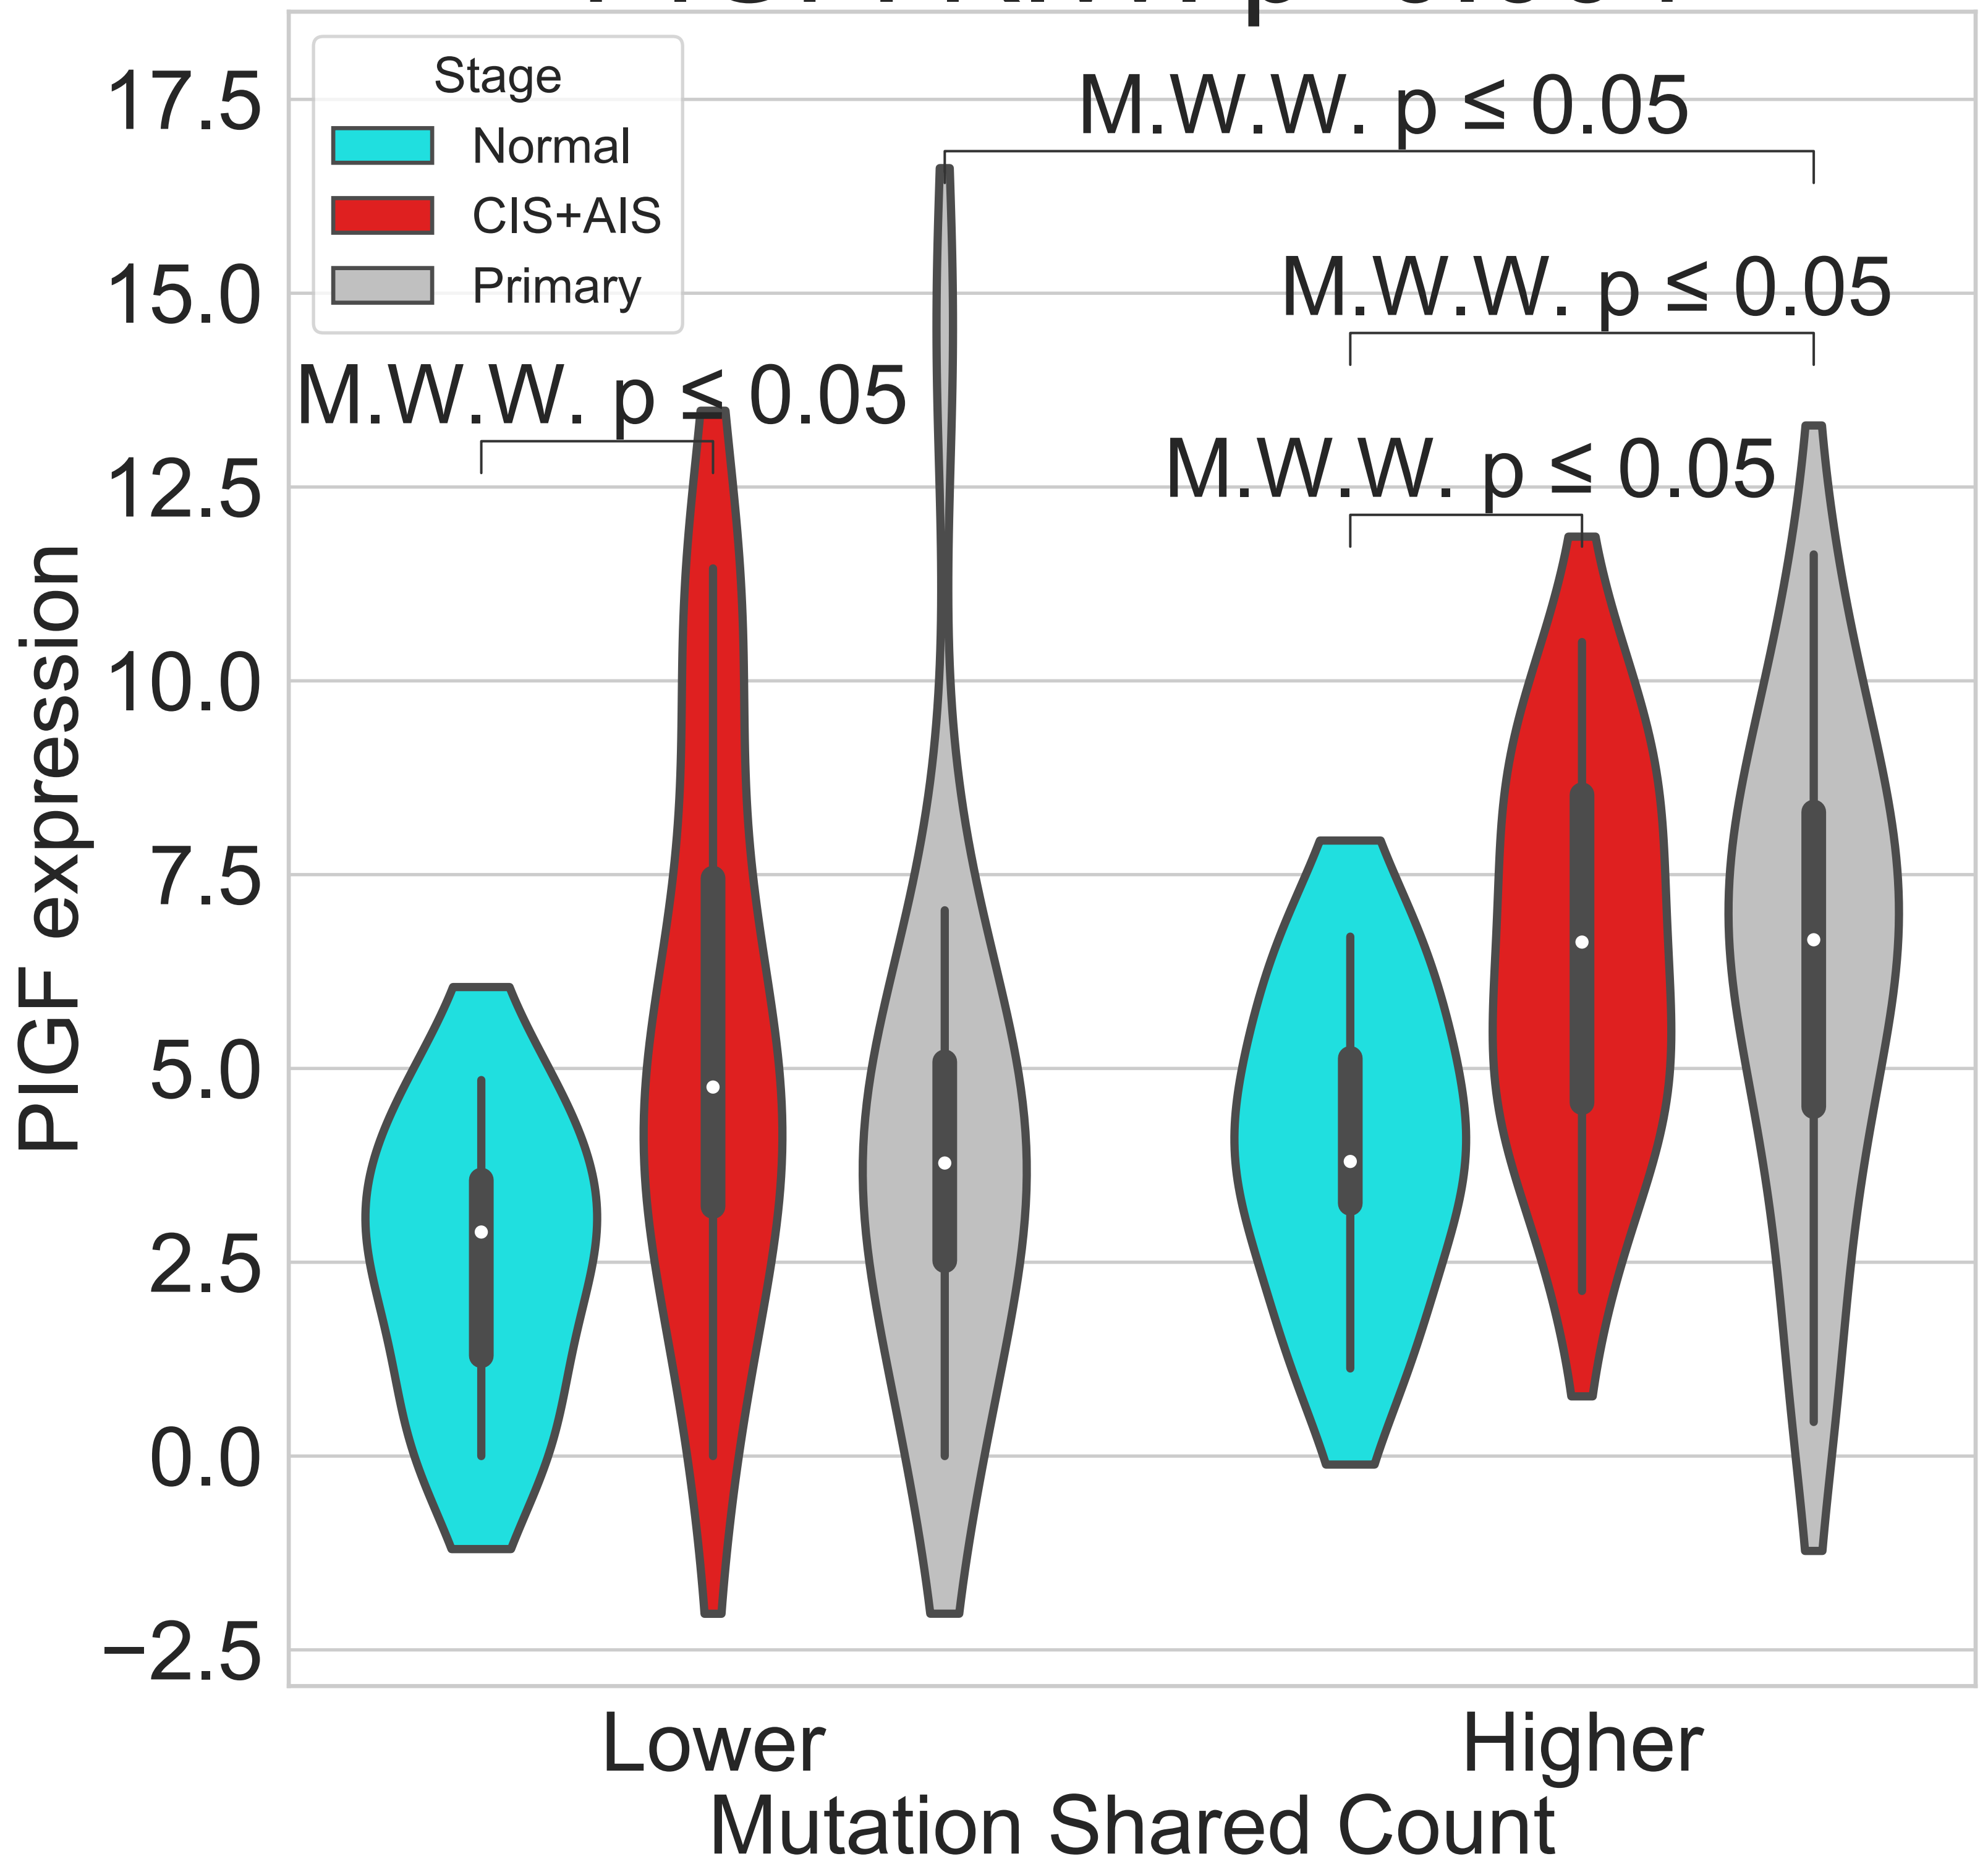 Stage
Normal
CIS+AIS
Primary
M.W.W. p ≤ 0.05
M.W.W. p ≤ 0.05
M.W.W. p ≤ 0.05
M.W.W. p ≤ 0.05
17.5
15.0
12.5
10.0
7.5
5.0
2.5
0.0
−2.5
PIGF expression
Lower
Higher
Mutation Shared Count